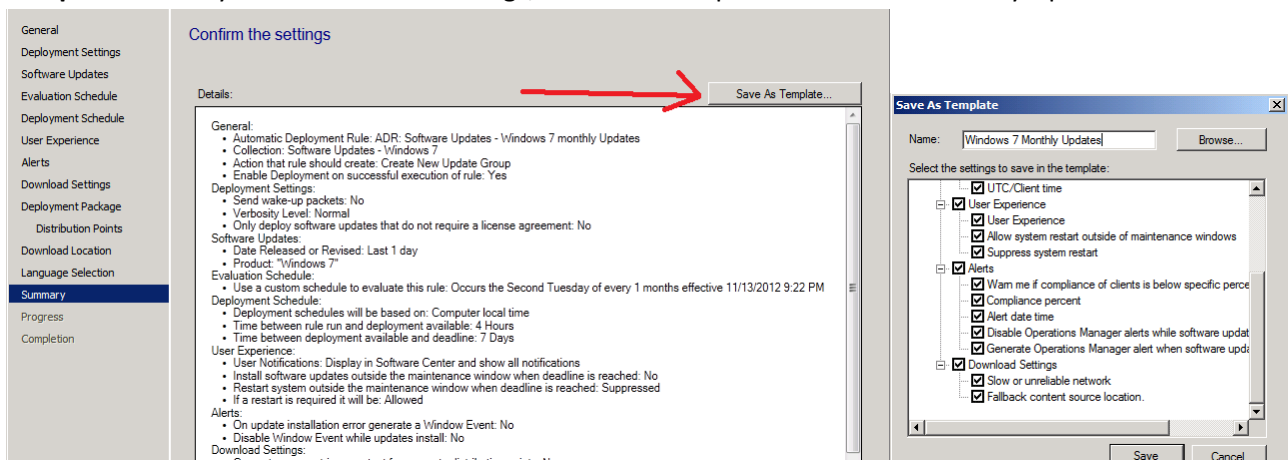 General
Deployment Settings
Software Updates
Evaluation Schedule
Deployment Schedule
User Experience
Alerts
Download Settings
Deployment Package
Distribution Points
Download Location
Language Selection
Summary
Progress
Completion
Confirm the settings
Details:
Save As Template...
General:
• Automatic Deployment Rule: ADR: Software Updates - Windows 7 monthly Updates
• Collection: Software Updates - Windows 7
• Action that rule should create: Create New Update Group
• Enable Deployment on successful execution of rule: Yes
Deployment Settings:
• Send wake-up packets: No
• Verbosity Level: Normal
• Only deploy software updates that do not require a license agreement: No
Software Updates:
• Date Released or Revised: Last 1 day
• Product: "Windows 7"
Evaluation Schedule:
• Use a custom schedule to evaluate this rule: Occurs the Second Tuesday of every 1 months effective 11/13/2012 9:22 PM
Deployment Schedule:
• Deployment schedules will be based on: Computer local time
• Time between rule run and deployment available: 4 Hours
• Time between deployment available and deadline: 7 Days
User Experience:
• User Notifications: Display in Software Center and show all notifications
• Install software updates outside the maintenance window when deadline is reached: No
• Restart system outside the maintenance window when deadline is reached: Suppressed
• If a restart is required it will be: Allowed
Alerts:
• On update installation error generate a Window Event: No
• Disable Window Event while updates install: No
Download Settings:
Save As Template
Name: Windows 7 Monthly Updates Browse...
Select the settings to save in the template:
UTC/Client time
User Experience
User Experience
Allow system restart outside of maintenance windows
Suppress system restart
Alerts
Warn me if compliance of clients is below specific perce
Compliance percent
Alert date time
Disable Operations Manager alerts while software updat
Generate Operations Manager alert when software upda
Download Settings
Slow or unreliable network
Fallback content source location.
Save Cancel